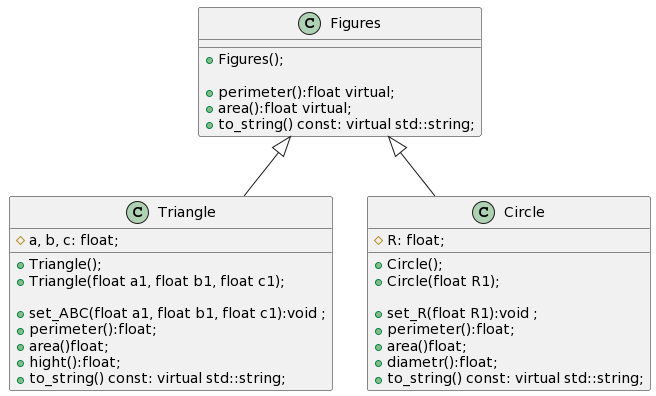 C Figures
Figures();
perimeter():float virtual;
area():float virtual;
to_string() const: virtual std::string;
C Triangle
a, b, c: float;
Triangle();
Triangle(float a1, float b1, float c1);
set_ABC(float a1, float b1, float c1):void ;
perimeter():float;
area()float;
hight():float;
to_string() const: virtual std::string;
C Circle
R: float;
Circle();
Circle(float R1);
set_R(float R1):void ;
perimeter():float;
area()float;
diametr():float;
to_string() const: virtual std::string;